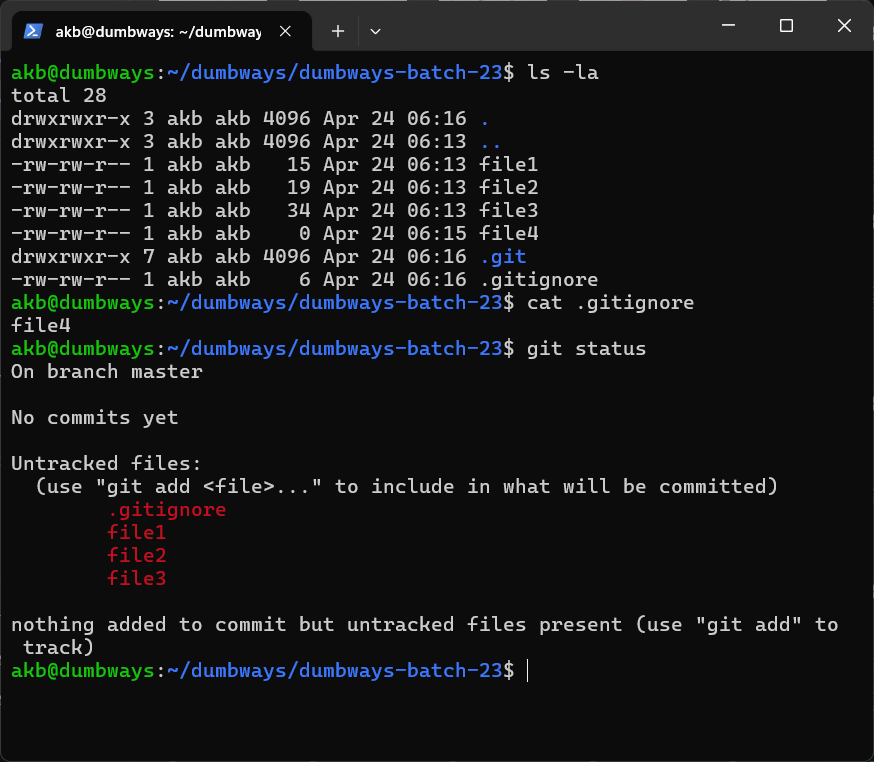 akb@dumbways: ~/dumbway
akb@dumbways:~/dumbways/dumbways-batch-23$ ls -la
total 28
drwxrwxr-x 3 akb akb 4096 Apr 24 06:16 .
drwxrwxr-x 3 akb akb 4096 Apr 24 06:13 ..
-rw-rw-r-- 1 akb akb   15 Apr 24 06:13 file1
-rw-rw-r-- 1 akb akb   19 Apr 24 06:13 file2
-rw-rw-r-- 1 akb akb   34 Apr 24 06:13 file3
-rw-rw-r-- 1 akb akb    0 Apr 24 06:15 file4
drwxrwxr-x 7 akb akb 4096 Apr 24 06:16 .git
-rw-rw-r-- 1 akb akb    6 Apr 24 06:16 .gitignore
akb@dumbways:~/dumbways/dumbways-batch-23$ cat .gitignore
file4
akb@dumbways:~/dumbways/dumbways-batch-23$ git status
On branch master
No commits yet
Untracked files:
  (use "git add <file>..." to include in what will be committed)
        .gitignore
        file1
        file2
        file3
nothing added to commit but untracked files present (use "git add" to
 track)
akb@dumbways:~/dumbways/dumbways-batch-23$